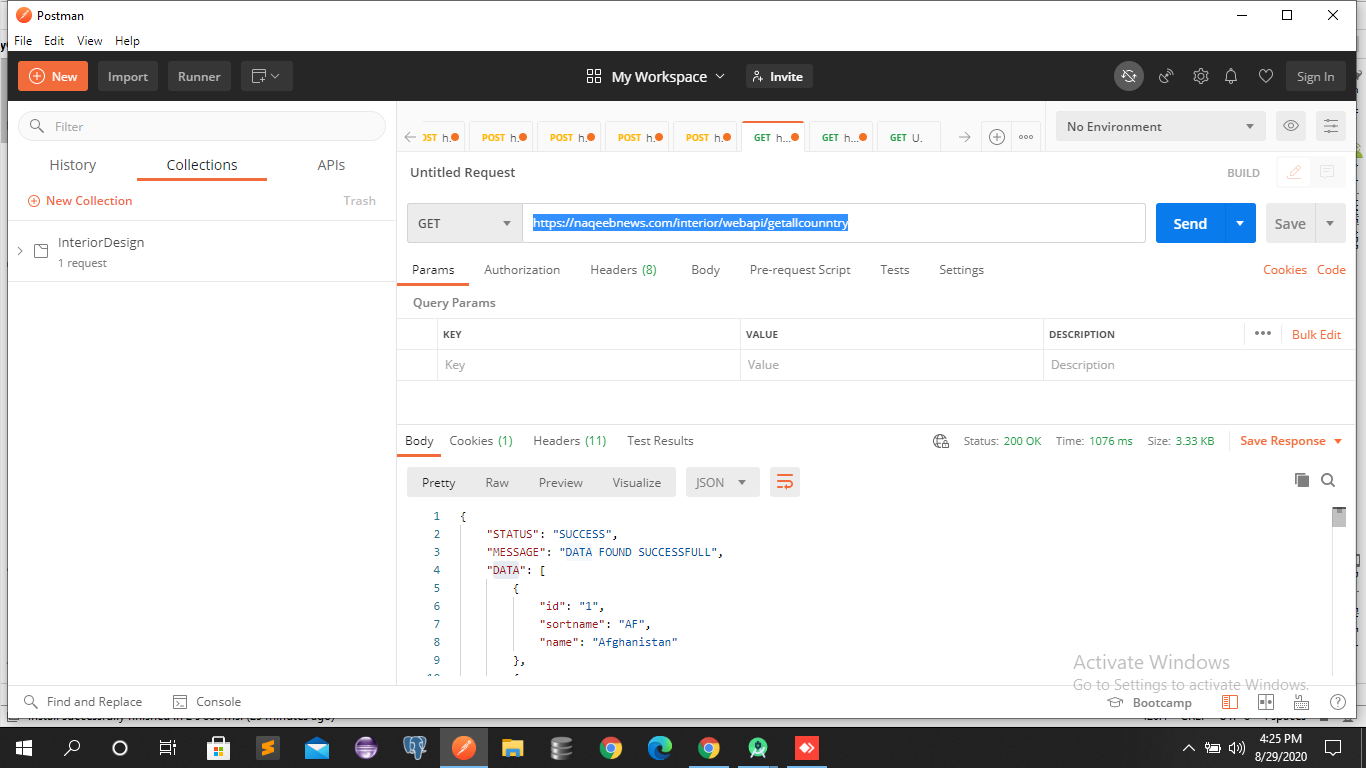 Postman
File Edit View Help
New Import Runner My Workspace Invite Sign In
Filter
History Collections APIs
New Collection Trash
InteriorDesign
1 request
OST h. POST h. POST h. POST h. POST h. GET h... GET h... GET U.
No Environment
Untitled Request BUILD
GET https://naqeebnews.com/interior/webapi/getallcounntry Send Save
Params Authorization Headers (8) Body Pre-request Script Tests Settings Cookies Code
Query Params
KEY VALUE DESCRIPTION Bulk Edit
Key Value Description
Body Cookies (1) Headers (11) Test Results Status: 200 OK Time: 1076 ms Size: 3.33 KB Save Response
Pretty Raw Preview Visualize JSON
1 {
2 "STATUS": "SUCCESS",
3 "MESSAGE": "DATA FOUND SUCCESSFULL",
4 "DATA": [
5 {
6 "id": "1",
7 "sortname": "AF",
8 "name": "Afghanistan"
9 },
Activate Windows
Go to Settings to activate Windows.
Find and Replace Console Bootcamp
4:25 PM
8/29/2020